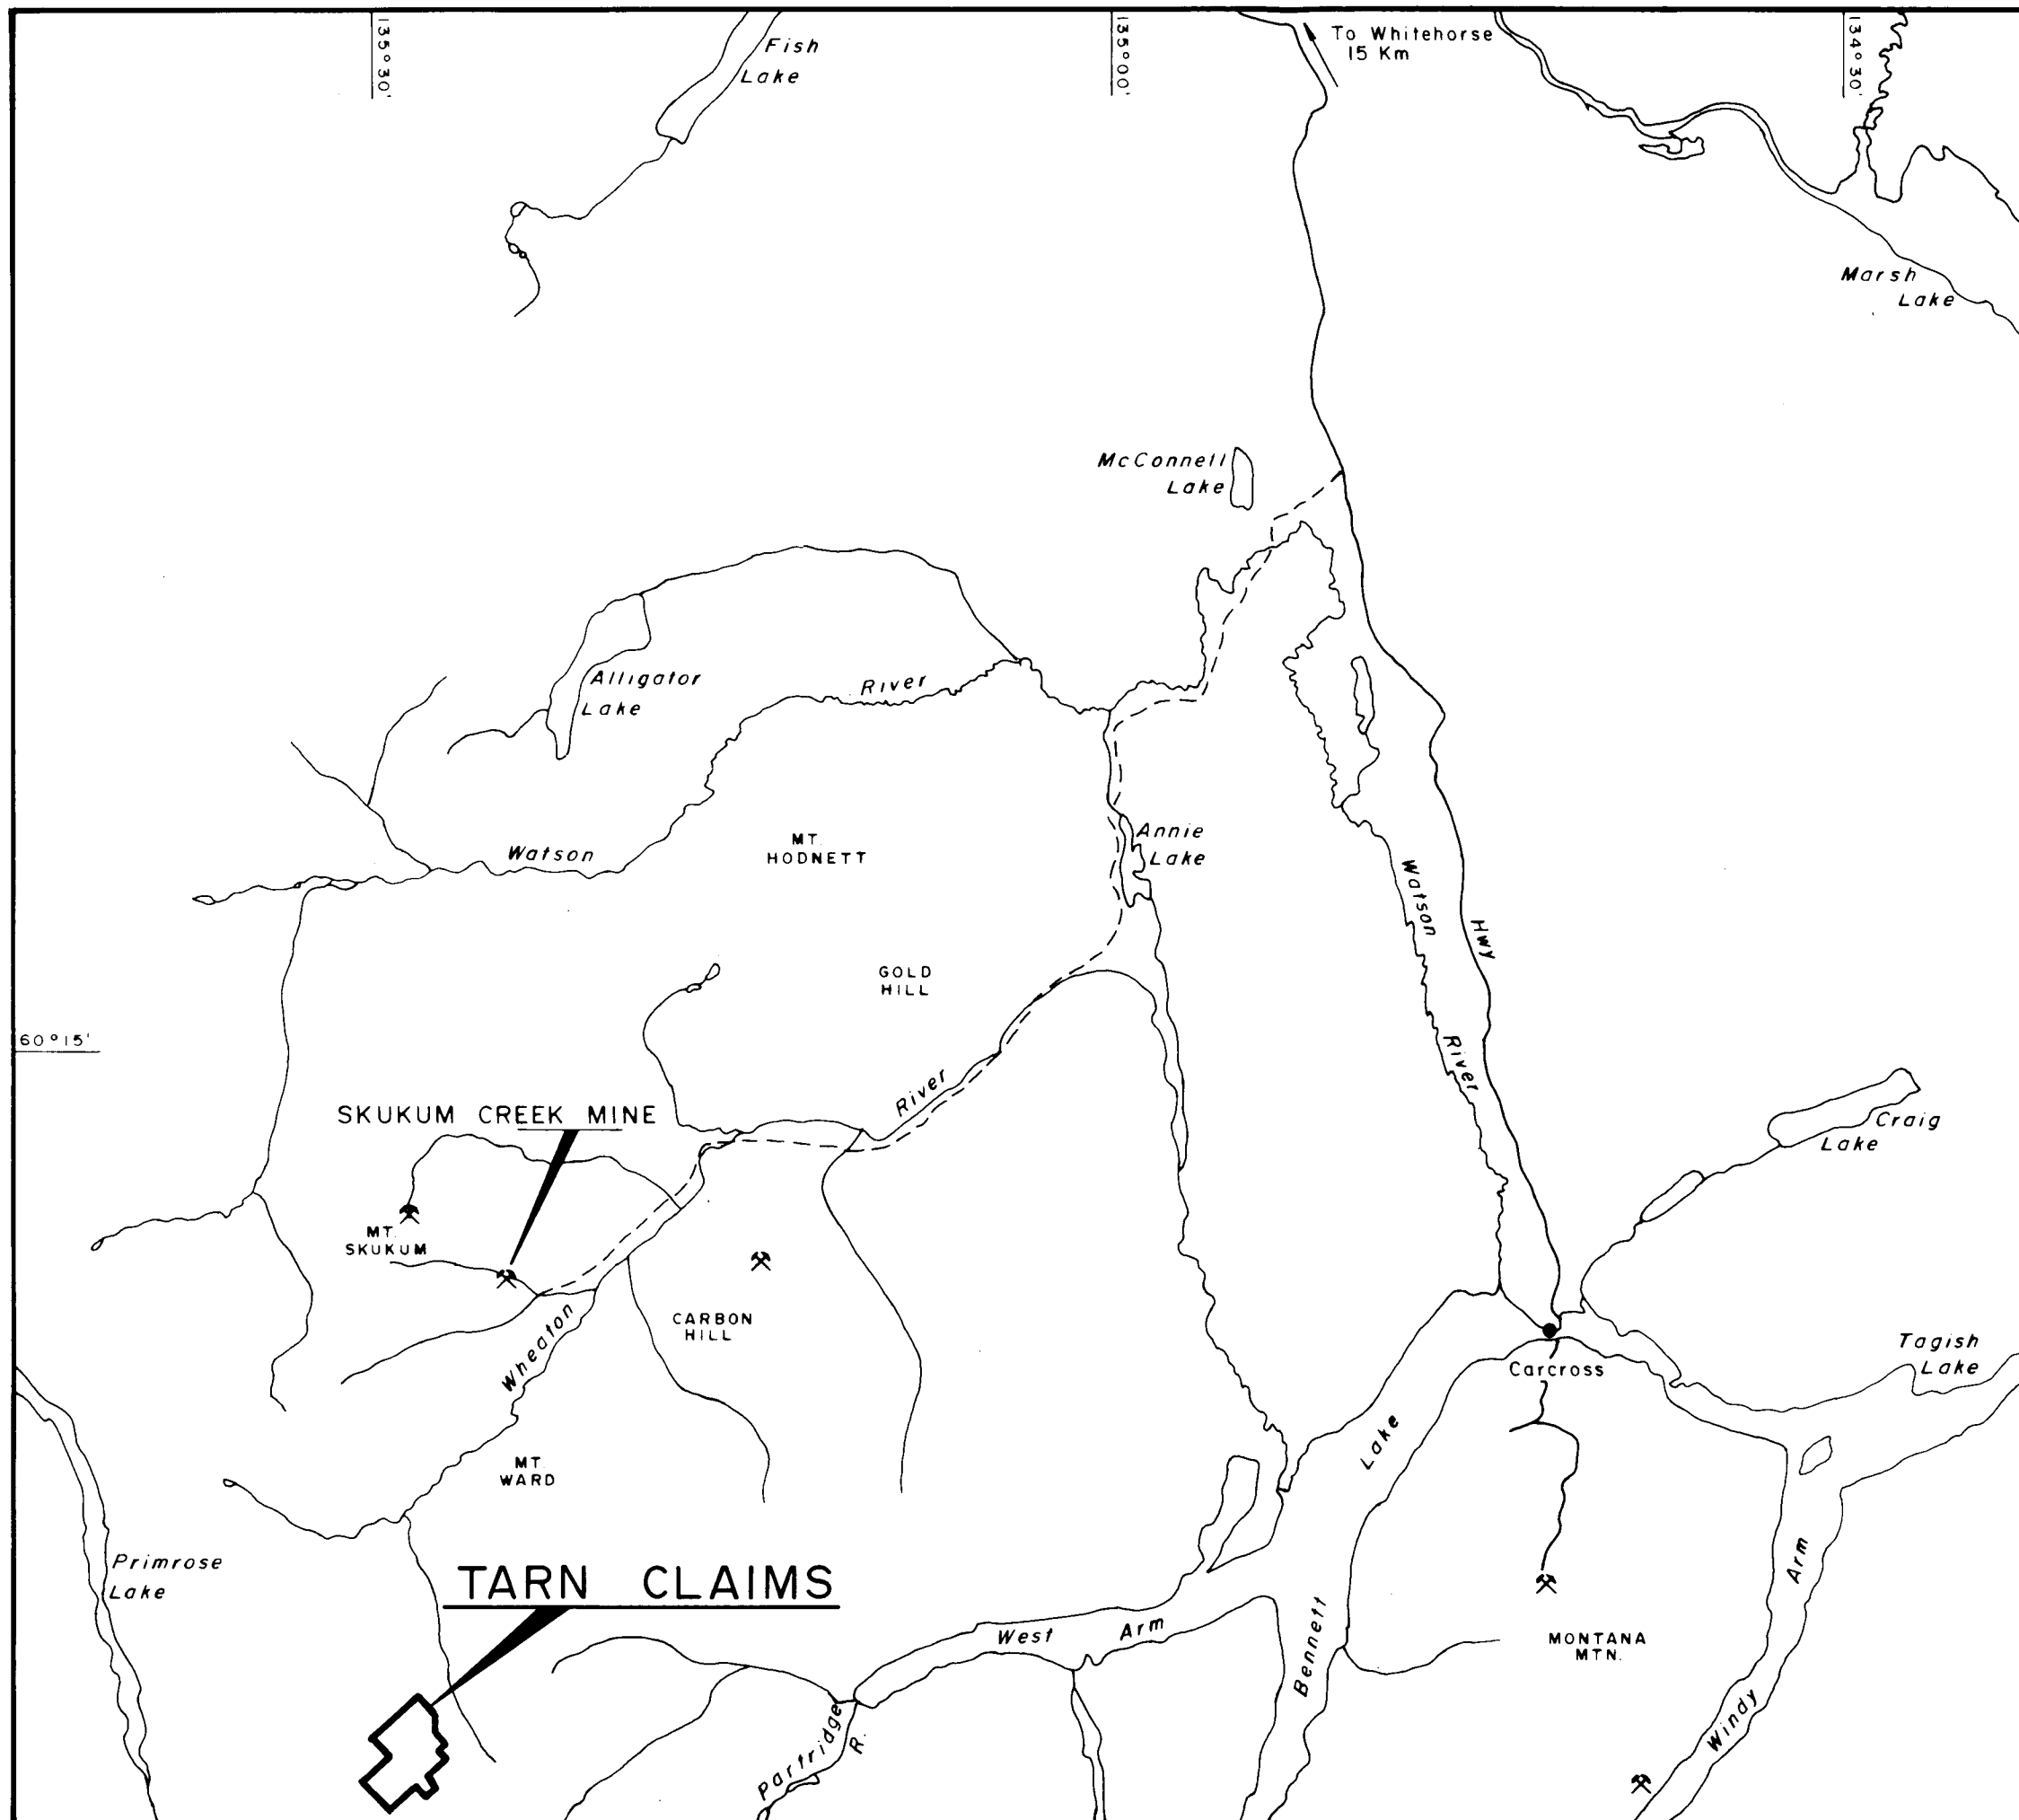 135°30'
Fish
Lake
135°00'
To Whitehorse
15 Km
134°30'
Marsh
Lake
McConnell
Lake
Alligator
Lake
River
Watson
MT.
HODNETT
Annie
Lake
Watson
River
Hwy
GOLD
HILL
60°15'
River
SKUKUM CREEK MINE
Craig
Lake
MT.
SKUKUM
CARBON
HILL
Wheaton
Carcross
Tagish
Lake
Lake
MT.
WARD
Primrose
Lake
TARN CLAIMS
West Arm
Bennett
Arm
MONTANA
MTN.
Windy
Partridge
R.